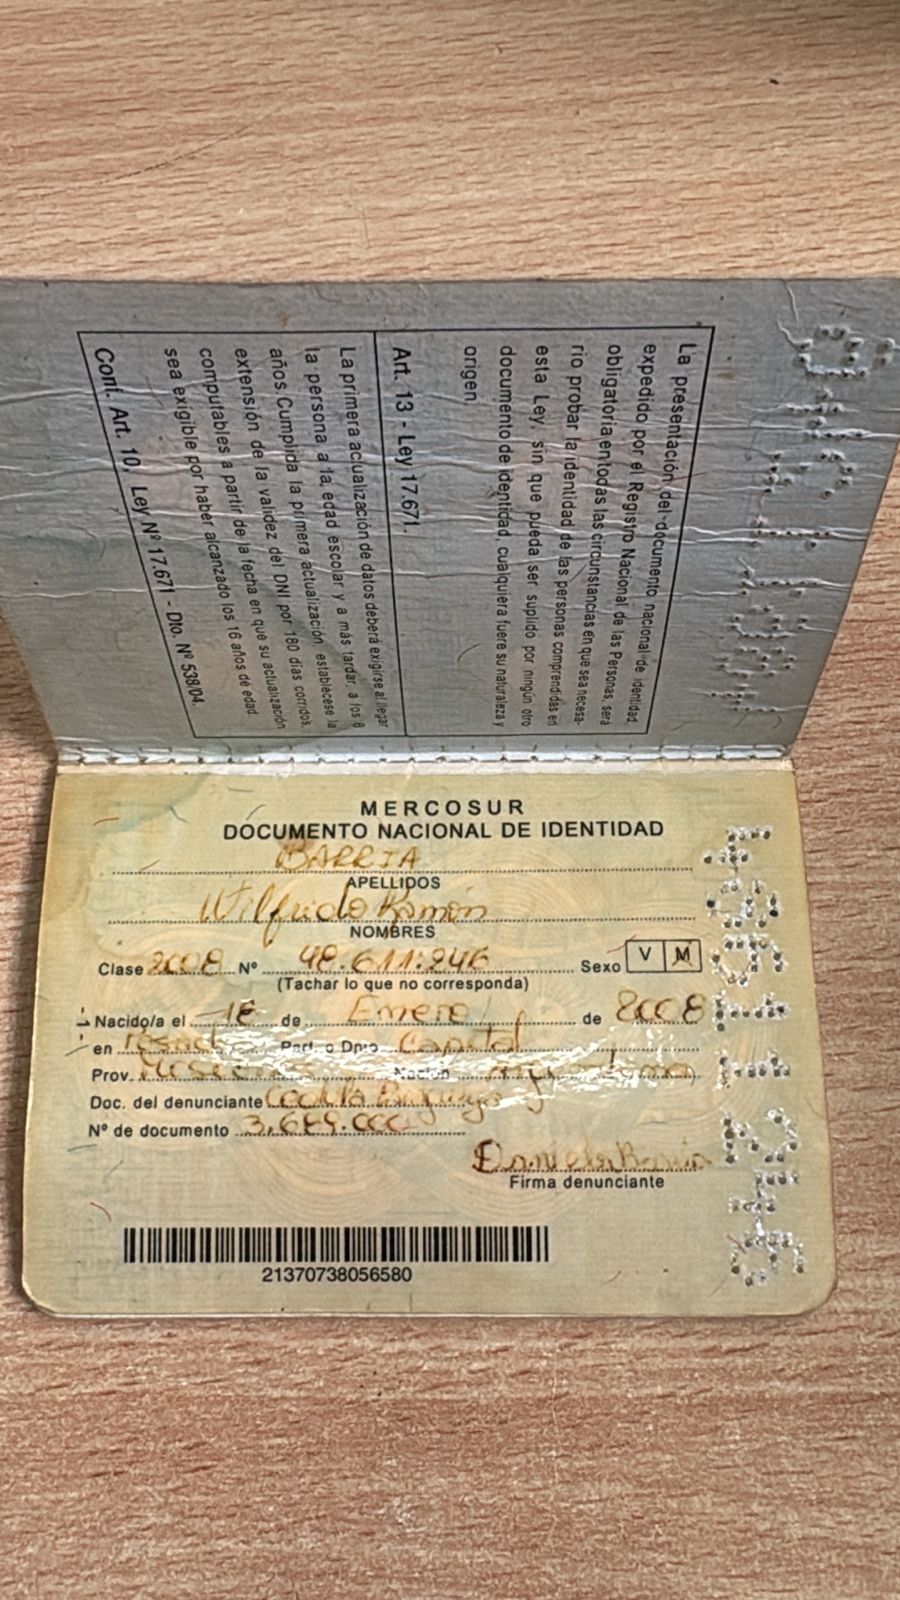 La presentación del documento nacional de identidad
expedido por el Registro Nacional de las Personas, será
obligatoria en todas las circunstancias en que sea necesa-
rio probar la identidad de las personas comprendidas en
esta Ley, sin que pueda ser suplido por ningún otro
documento de identidad, cualquiera fuere su naturaleza y
origen.
Art. 13 - Ley 17.671.
La primera actualización de datos deberá exigirse al llegar
la persona a la edad escolar y a más tardar, a los 8
años Cumplida la primera actualización establécese la
extensión de la validez del DNI por 180 días corridos,
computables a partir de la fecha en que su actualización
sea exigible por haber alcanzado los 16 años de edad.
Conf. Art. 10, Ley Nº 17.671 - Dto. Nº 538/04.
MERCOSUR
DOCUMENTO NACIONAL DE IDENTIDAD
BARRIA
APELLIDOS
Wilfredo Ramón
NOMBRES
Clase 2008 Nº 48.611.246 Sexo V M
(Tachar lo que no corresponda)
Nacido/a el de Enero de 2008
en Part. o Dpto Capital
Prov. Misiones Nación Argentina
Doc. del denunciante
Nº de documento
Daniela Barria
Firma denunciante
21370738056580